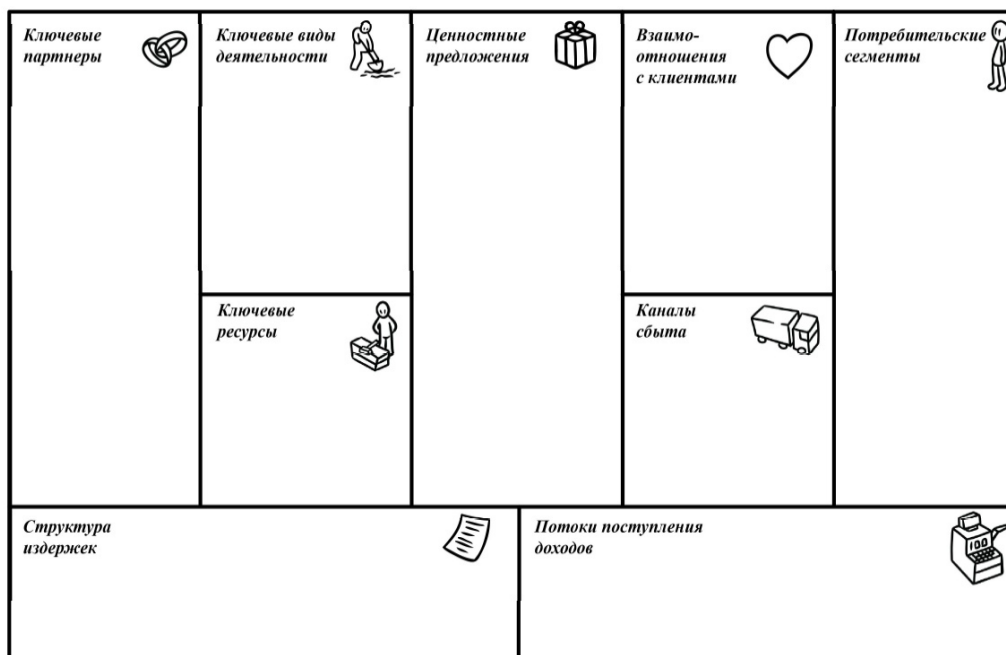 Ключевые
партнеры
Ключевые виды
деятельности
Ценностные
предложения
Взаимо-
отношения
с клиентами
Потребительские
сегменты
Ключевые
ресурсы
Каналы
сбыта
Структура
издержек
Потоки поступления
доходов
100